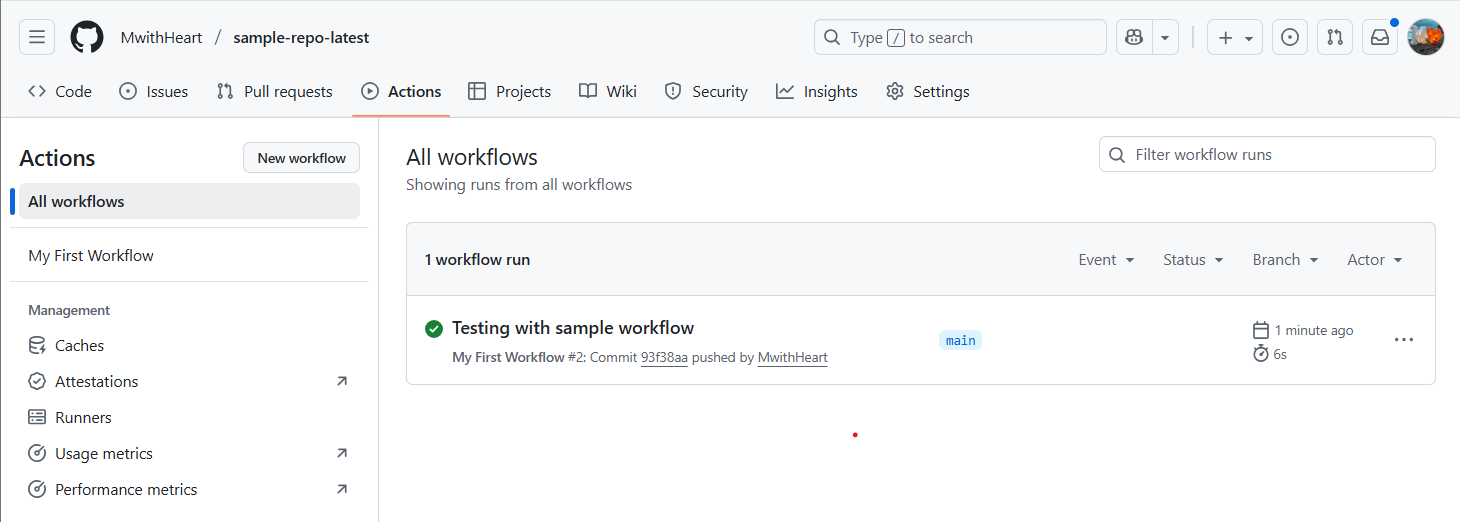 MwithHeart / sample-repo-latest
Type / to search
Code Issues Pull requests Actions Projects Wiki Security Insights Settings
Actions
New workflow
All workflows
My First Workflow
Management
Caches
Attestations
Runners
Usage metrics
Performance metrics
All workflows
Showing runs from all workflows
Filter workflow runs
1 workflow run
Event Status Branch Actor
Testing with sample workflow
My First Workflow #2: Commit 93f38aa pushed by MwithHeart
main
1 minute ago
6s